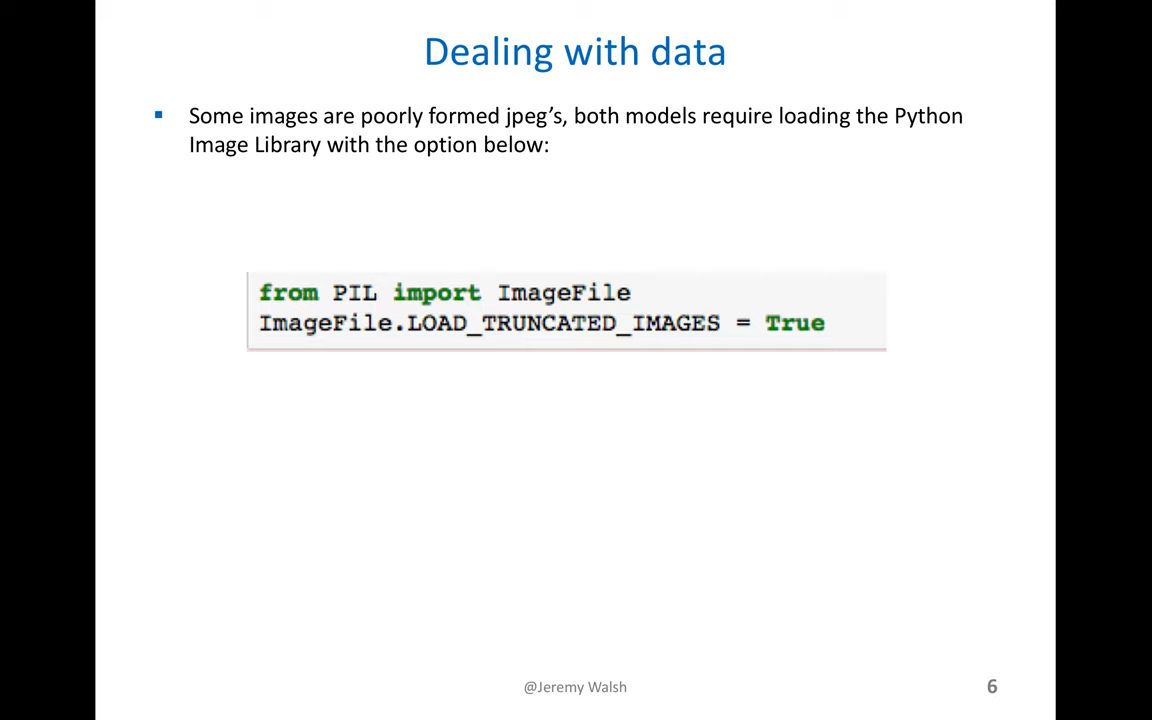 Dealing with data
▪ Some images are poorly formed jpeg’s, both models require loading the Python
Image Library with the option below:
from PIL import ImageFile
ImageFile.LOAD_TRUNCATED_IMAGES = True
@Jeremy Walsh
6